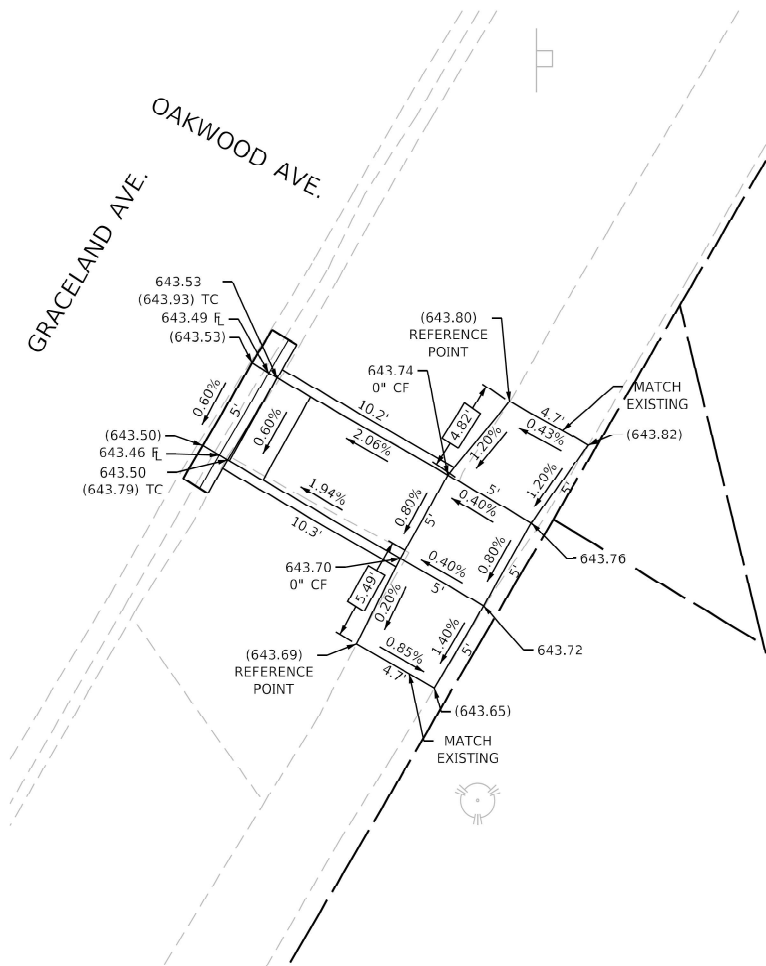 OAKWOOD AVE.
GRACELAND AVE.
643.53
(643.93) TC
643.49 FL
(643.53)
(643.80)
REFERENCE
POINT
643.74
0" CF
MATCH
EXISTING
(643.82)
4.7'
0.43%
4.82'
1.20%
1.20%
5'
10.2'
2.06%
0.60%
5'
0.60%
5'
0.40%
(643.50)
643.46 FL
643.50
(643.79) TC
1.94%
10.3'
0.80%
5'
0.40%
5'
0.80%
5'
643.76
643.70
0" CF
5.49'
0.20%
1.40%
5'
643.72
(643.69)
REFERENCE
POINT
0.85%
4.7'
(643.65)
MATCH
EXISTING